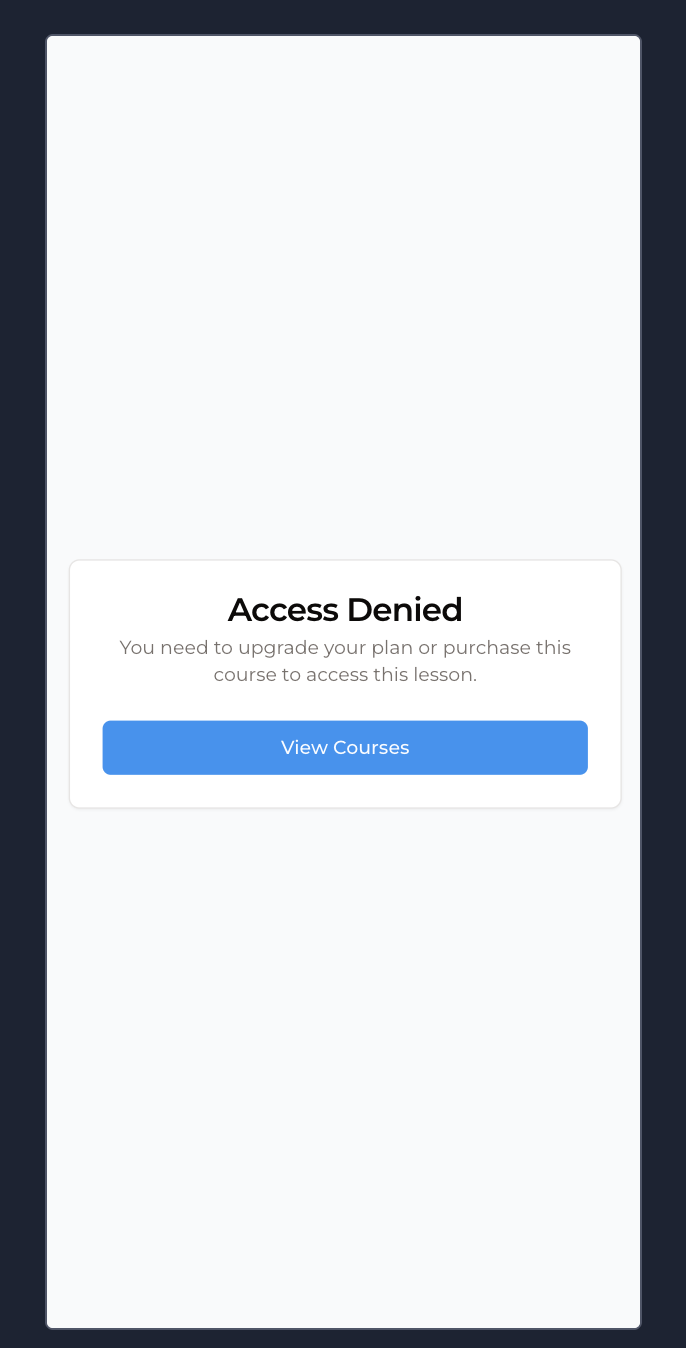 Access Denied
You need to upgrade your plan or purchase this
course to access this lesson.
View Courses